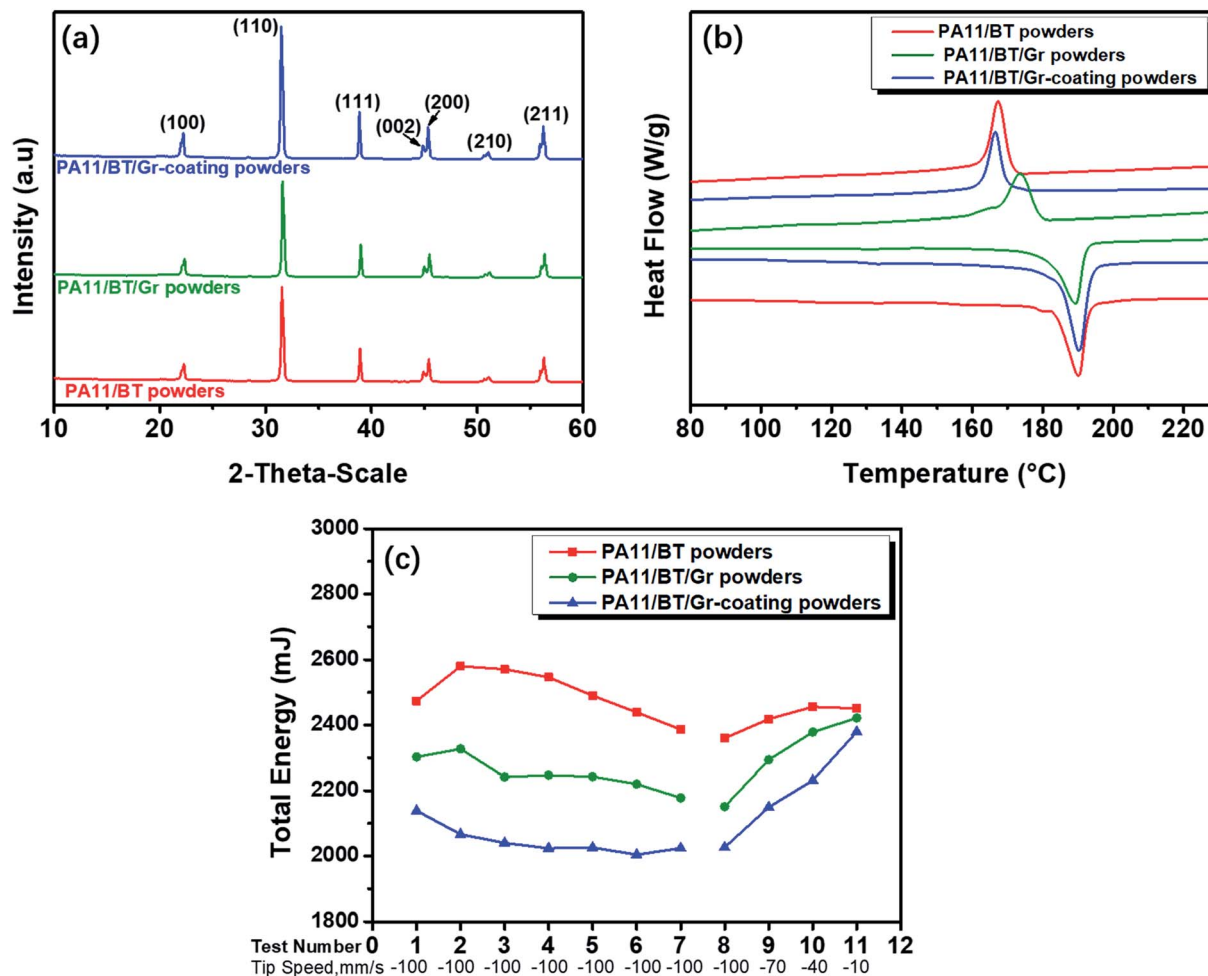 (a)
(110)
(100)
(111)
(002)
(200)
(210)
(211)
PA11/BT/Gr-coating powders
PA11/BT/Gr powders
PA11/BT powders
Intensity (a.u)
10 20 30 40 50 60
2-Theta-Scale
(b)
PA11/BT powders
PA11/BT/Gr powders
PA11/BT/Gr-coating powders
Heat Flow (W/g)
80 100 120 140 160 180 200 220
Temperature (°C)
(c)
PA11/BT powders
PA11/BT/Gr powders
PA11/BT/Gr-coating powders
Total Energy (mJ)
3000
2800
2600
2400
2200
2000
1800
Test Number 0 1 2 3 4 5 6 7 8 9 10 11 12
Tip Speed,mm/s -100 -100 -100 -100 -100 -100 -100 -100 -70 -40 -10